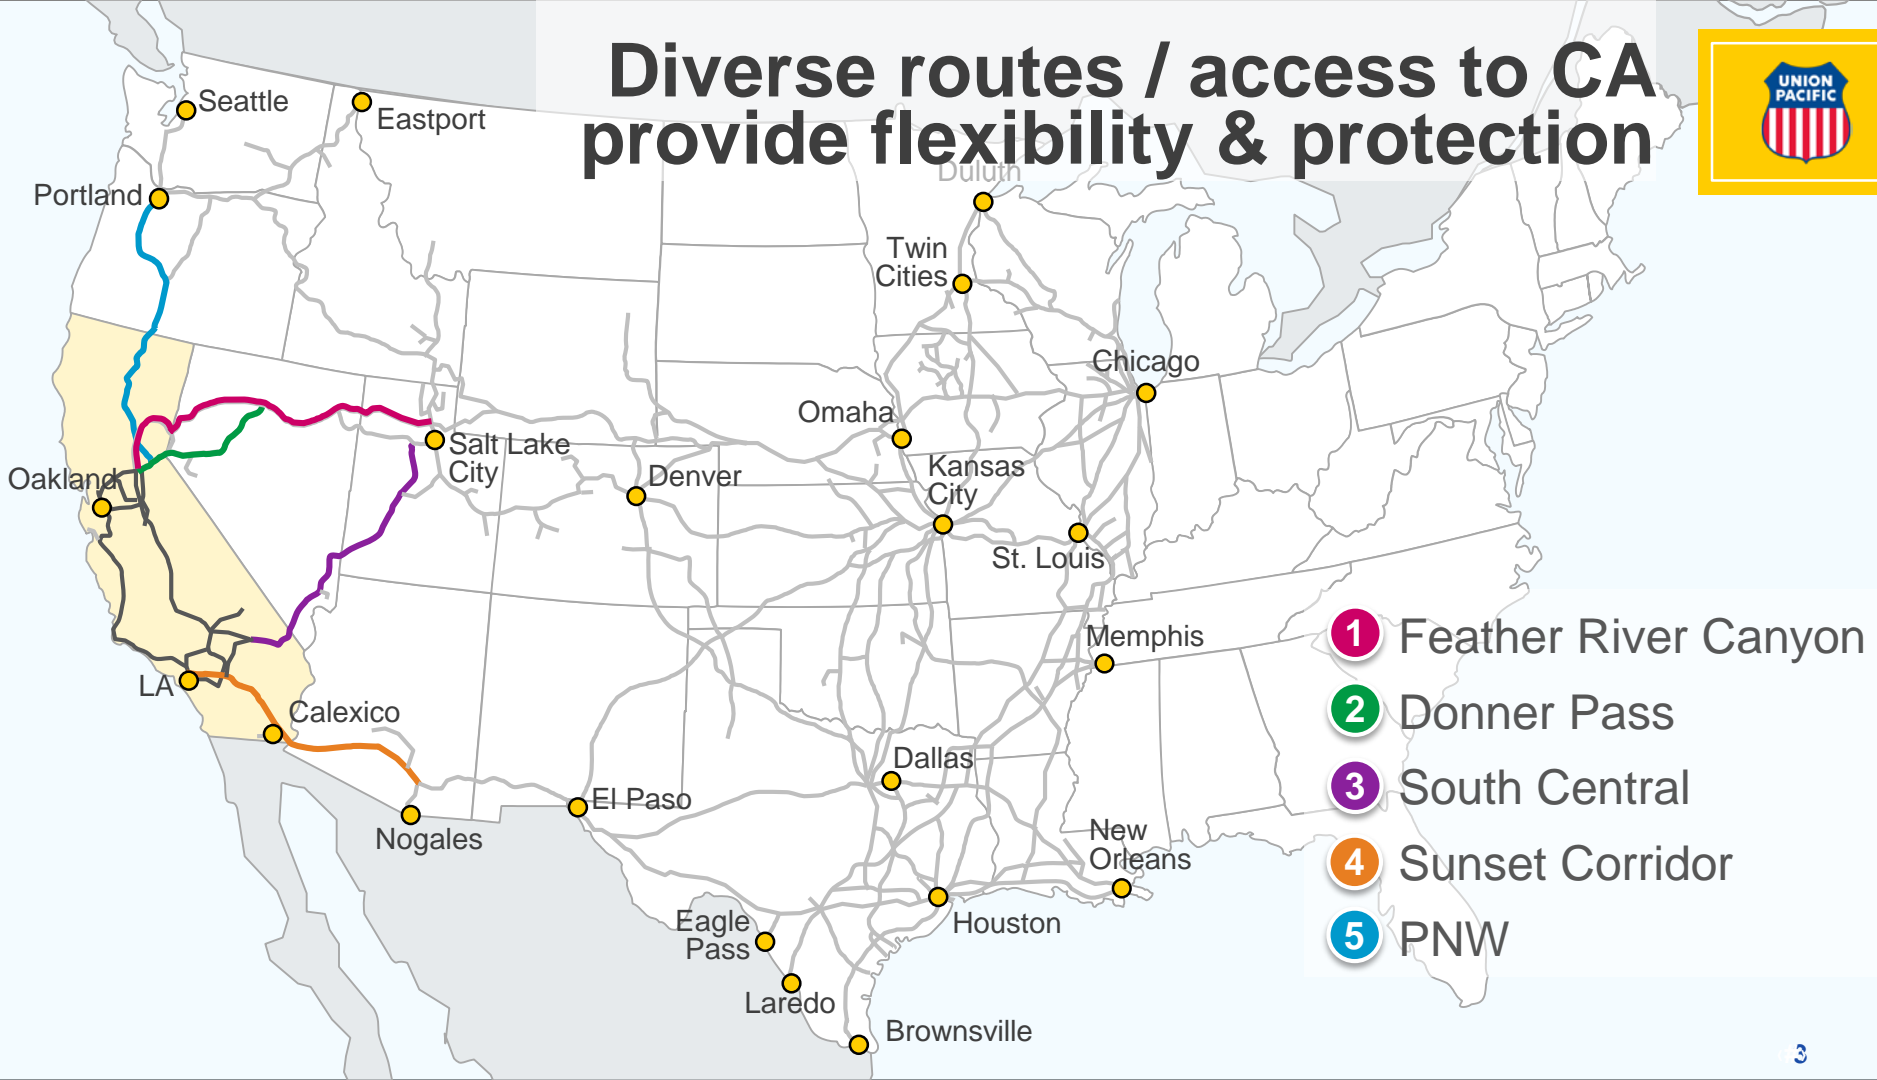 Diverse routes / access to CA
provide flexibility & protection
UNION
PACIFIC
Seattle
Eastport
Portland
Duluth
Twin
Cities
Chicago
Omaha
Salt Lake
City
Denver
Kansas
City
Oakland
St. Louis
Memphis
LA
Calexico
Dallas
El Paso
Nogales
New
Orleans
Eagle
Pass
Houston
Laredo
Brownsville
1 Feather River Canyon
2 Donner Pass
3 South Central
4 Sunset Corridor
5 PNW
3